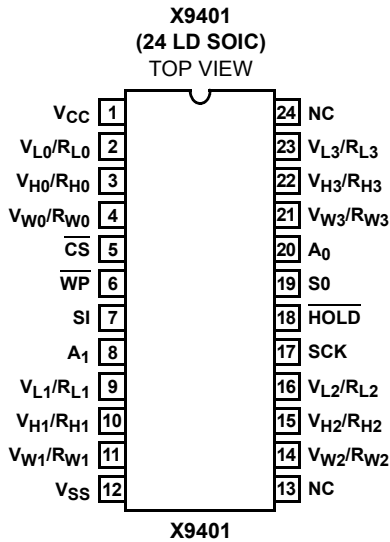 X9401
(24 LD SOIC)
TOP VIEW
VCC 1 24 NC
VL0/RL0 2 23 VL3/RL3
VH0/RH0 3 22 VH3/RH3
VW0/RW0 4 21 VW3/RW3
CS 5 20 A0
WP 6 19 S0
SI 7 18 HOLD
A1 8 17 SCK
VL1/RL1 9 16 VL2/RL2
VH1/RH1 10 15 VH2/RH2
VW1/RW1 11 14 VW2/RW2
VSS 12 13 NC
X9401